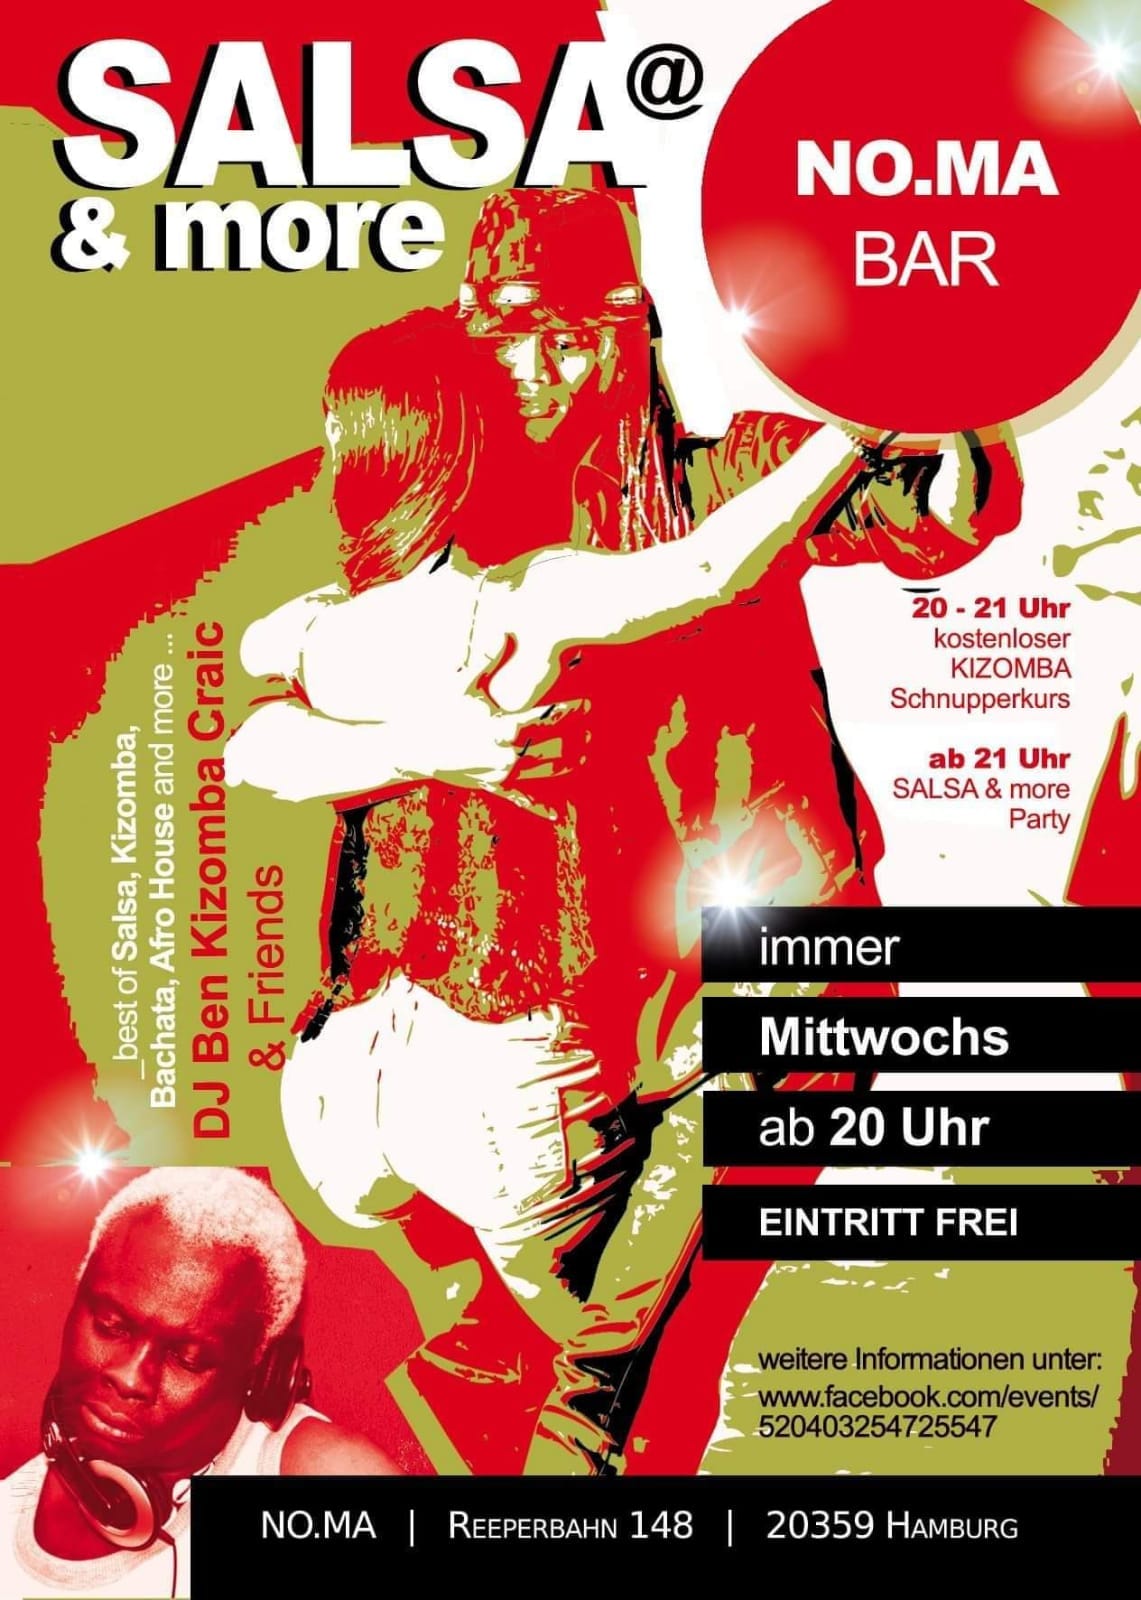 SALSA@
& more
NO.MA
BAR
20 - 21 Uhr
kostenloser
KIZOMBA
Schnupperkurs
ab 21 Uhr
SALSA & more
Party
_best of Salsa, Kizomba,
Bachata, Afro House and more ...
DJ Ben Kizomba Craic
& Friends
immer
Mittwochs
ab 20 Uhr
EINTRITT FREI
weitere Informationen unter:
www.facebook.com/events/
520403254725547
NO.MA | REEPERBAHN 148 | 20359 HAMBURG